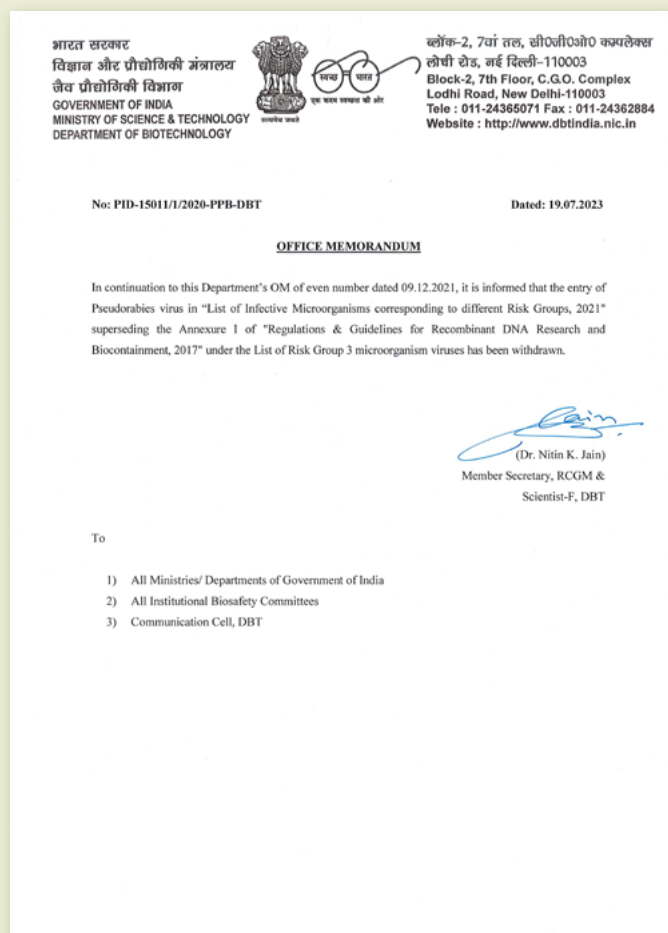 भारत सरकार
विज्ञान और प्रौद्योगिकी मंत्रालय
जैव प्रौद्योगिकी विभाग
GOVERNMENT OF INDIA
MINISTRY OF SCIENCE & TECHNOLOGY
DEPARTMENT OF BIOTECHNOLOGY
सत्यमेव जयते
स्वच्छ भारत
एक कदम स्वच्छता की ओर
ब्लॉक-2, 7वां तल, सी0जी0ओ0 कम्पलेक्स
लोधी रोड, नई दिल्ली-110003
Block-2, 7th Floor, C.G.O. Complex
Lodhi Road, New Delhi-110003
Tele : 011-24365071 Fax : 011-24362884
Website : http://www.dbtindia.nic.in
No: PID-15011/1/2020-PPB-DBT Dated: 19.07.2023
OFFICE MEMORANDUM
In continuation to this Department's OM of even number dated 09.12.2021, it is informed that the entry of
Pseudorabies virus in “List of Infective Microorganisms corresponding to different Risk Groups, 2021"
superseding the Annexure I of "Regulations & Guidelines for Recombinant DNA Research and
Biocontainment, 2017" under the List of Risk Group 3 microorganism viruses has been withdrawn.
Jain
(Dr. Nitin K. Jain)
Member Secretary, RCGM &
Scientist-F, DBT
To
1) All Ministries/ Departments of Government of India
2) All Institutional Biosafety Committees
3) Communication Cell, DBT